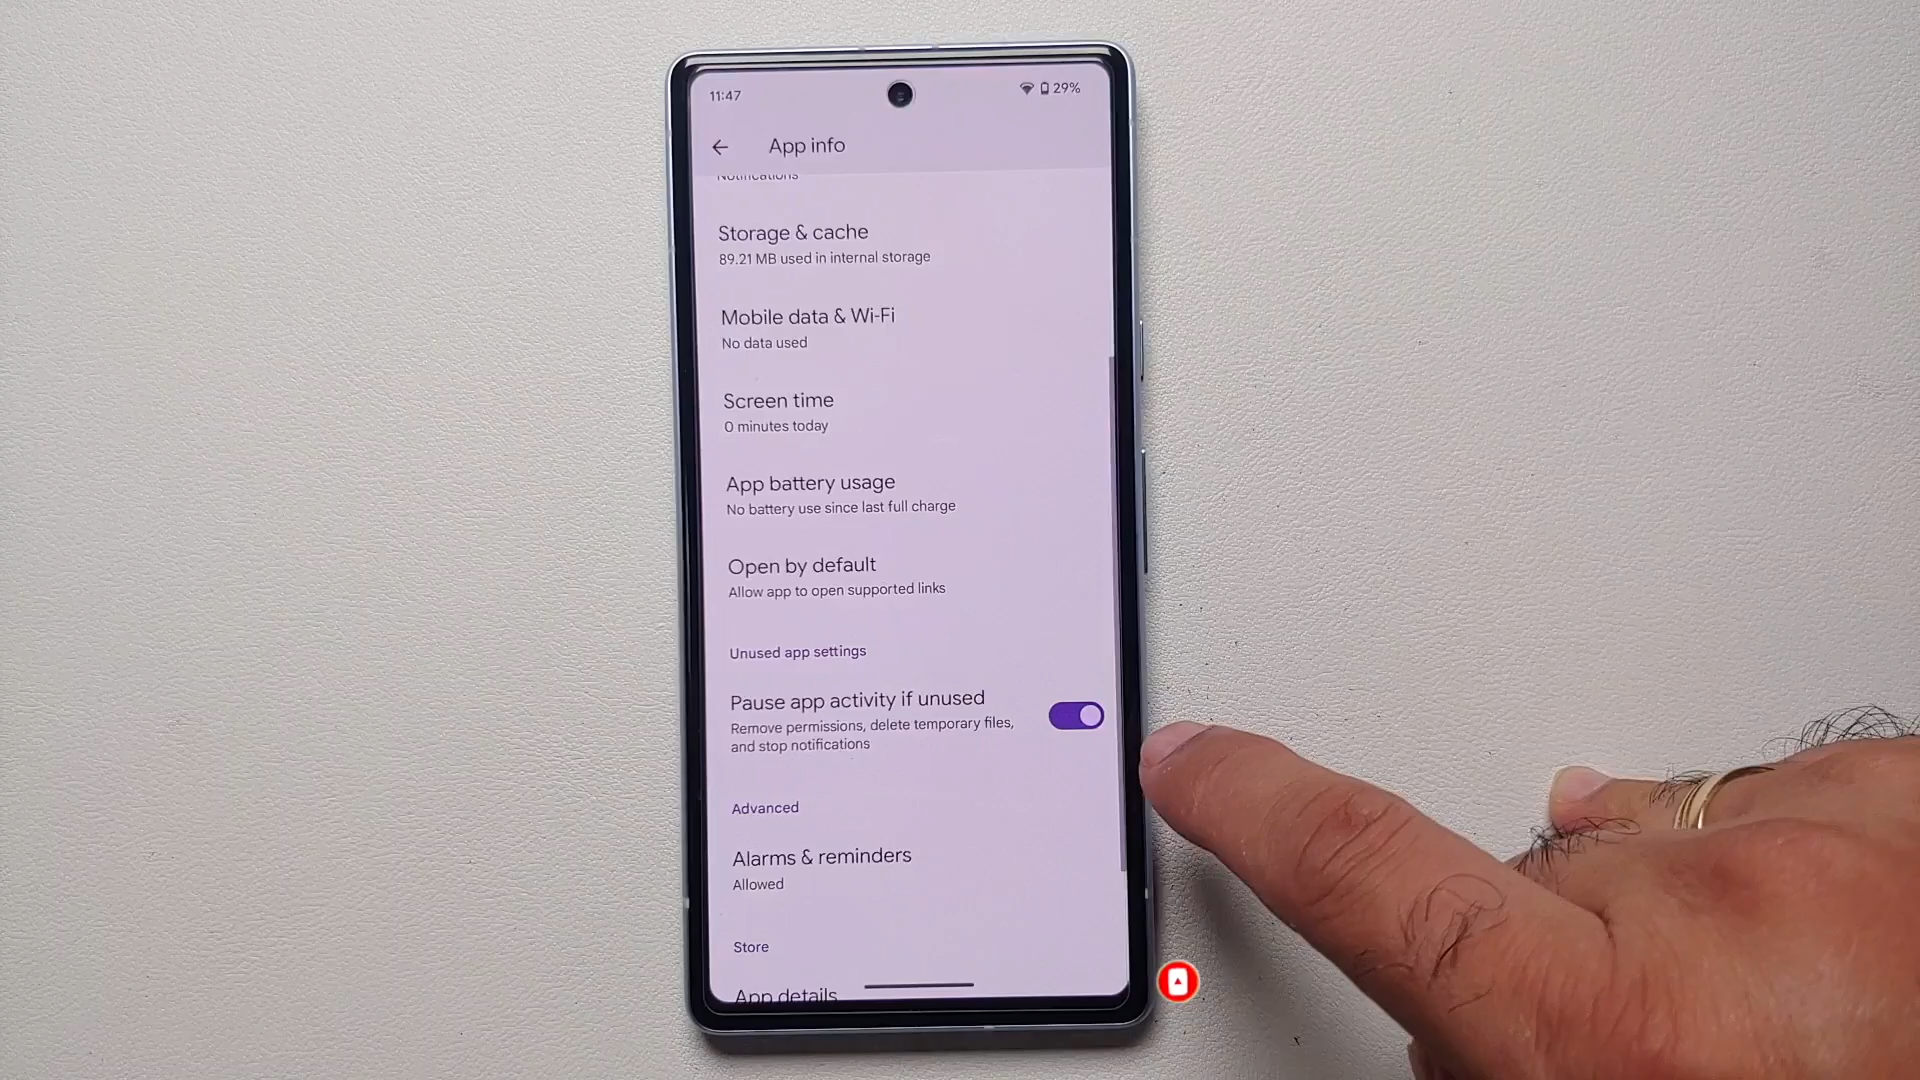 11:47
29%
App info
Notifications
Storage & cache
89.21 MB used in internal storage
Mobile data & Wi-Fi
No data used
Screen time
0 minutes today
App battery usage
No battery use since last full charge
Open by default
Allow app to open supported links
Unused app settings
Pause app activity if unused
Remove permissions, delete temporary files,
and stop notifications
Advanced
Alarms & reminders
Allowed
Store
App details